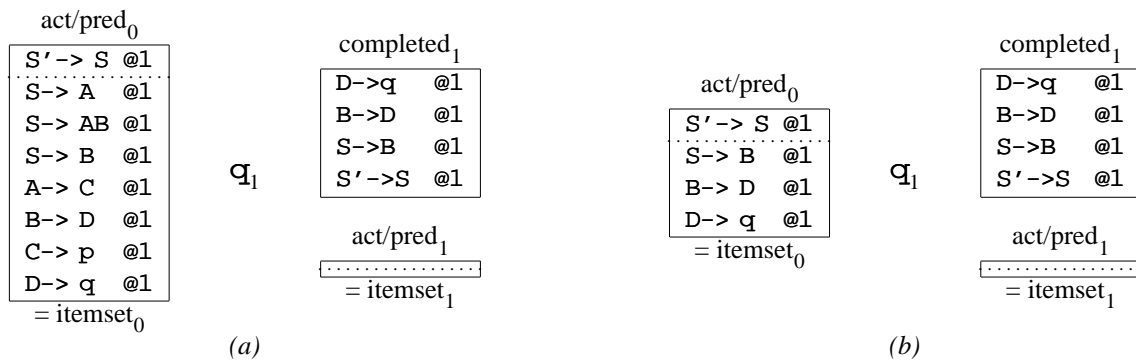 act/pred0
S'-> S @1
S-> A @1
S-> AB @1
S-> B @1
A-> C @1
B-> D @1
C-> p @1
D-> q @1
= itemset0
q1
completed1
D->q @1
B->D @1
S->B @1
S'->S @1
act/pred1
= itemset1
(a)
act/pred0
S'-> S @1
S-> B @1
B-> D @1
D-> q @1
= itemset0
q1
completed1
D->q @1
B->D @1
S->B @1
S'->S @1
act/pred1
= itemset1
(b)